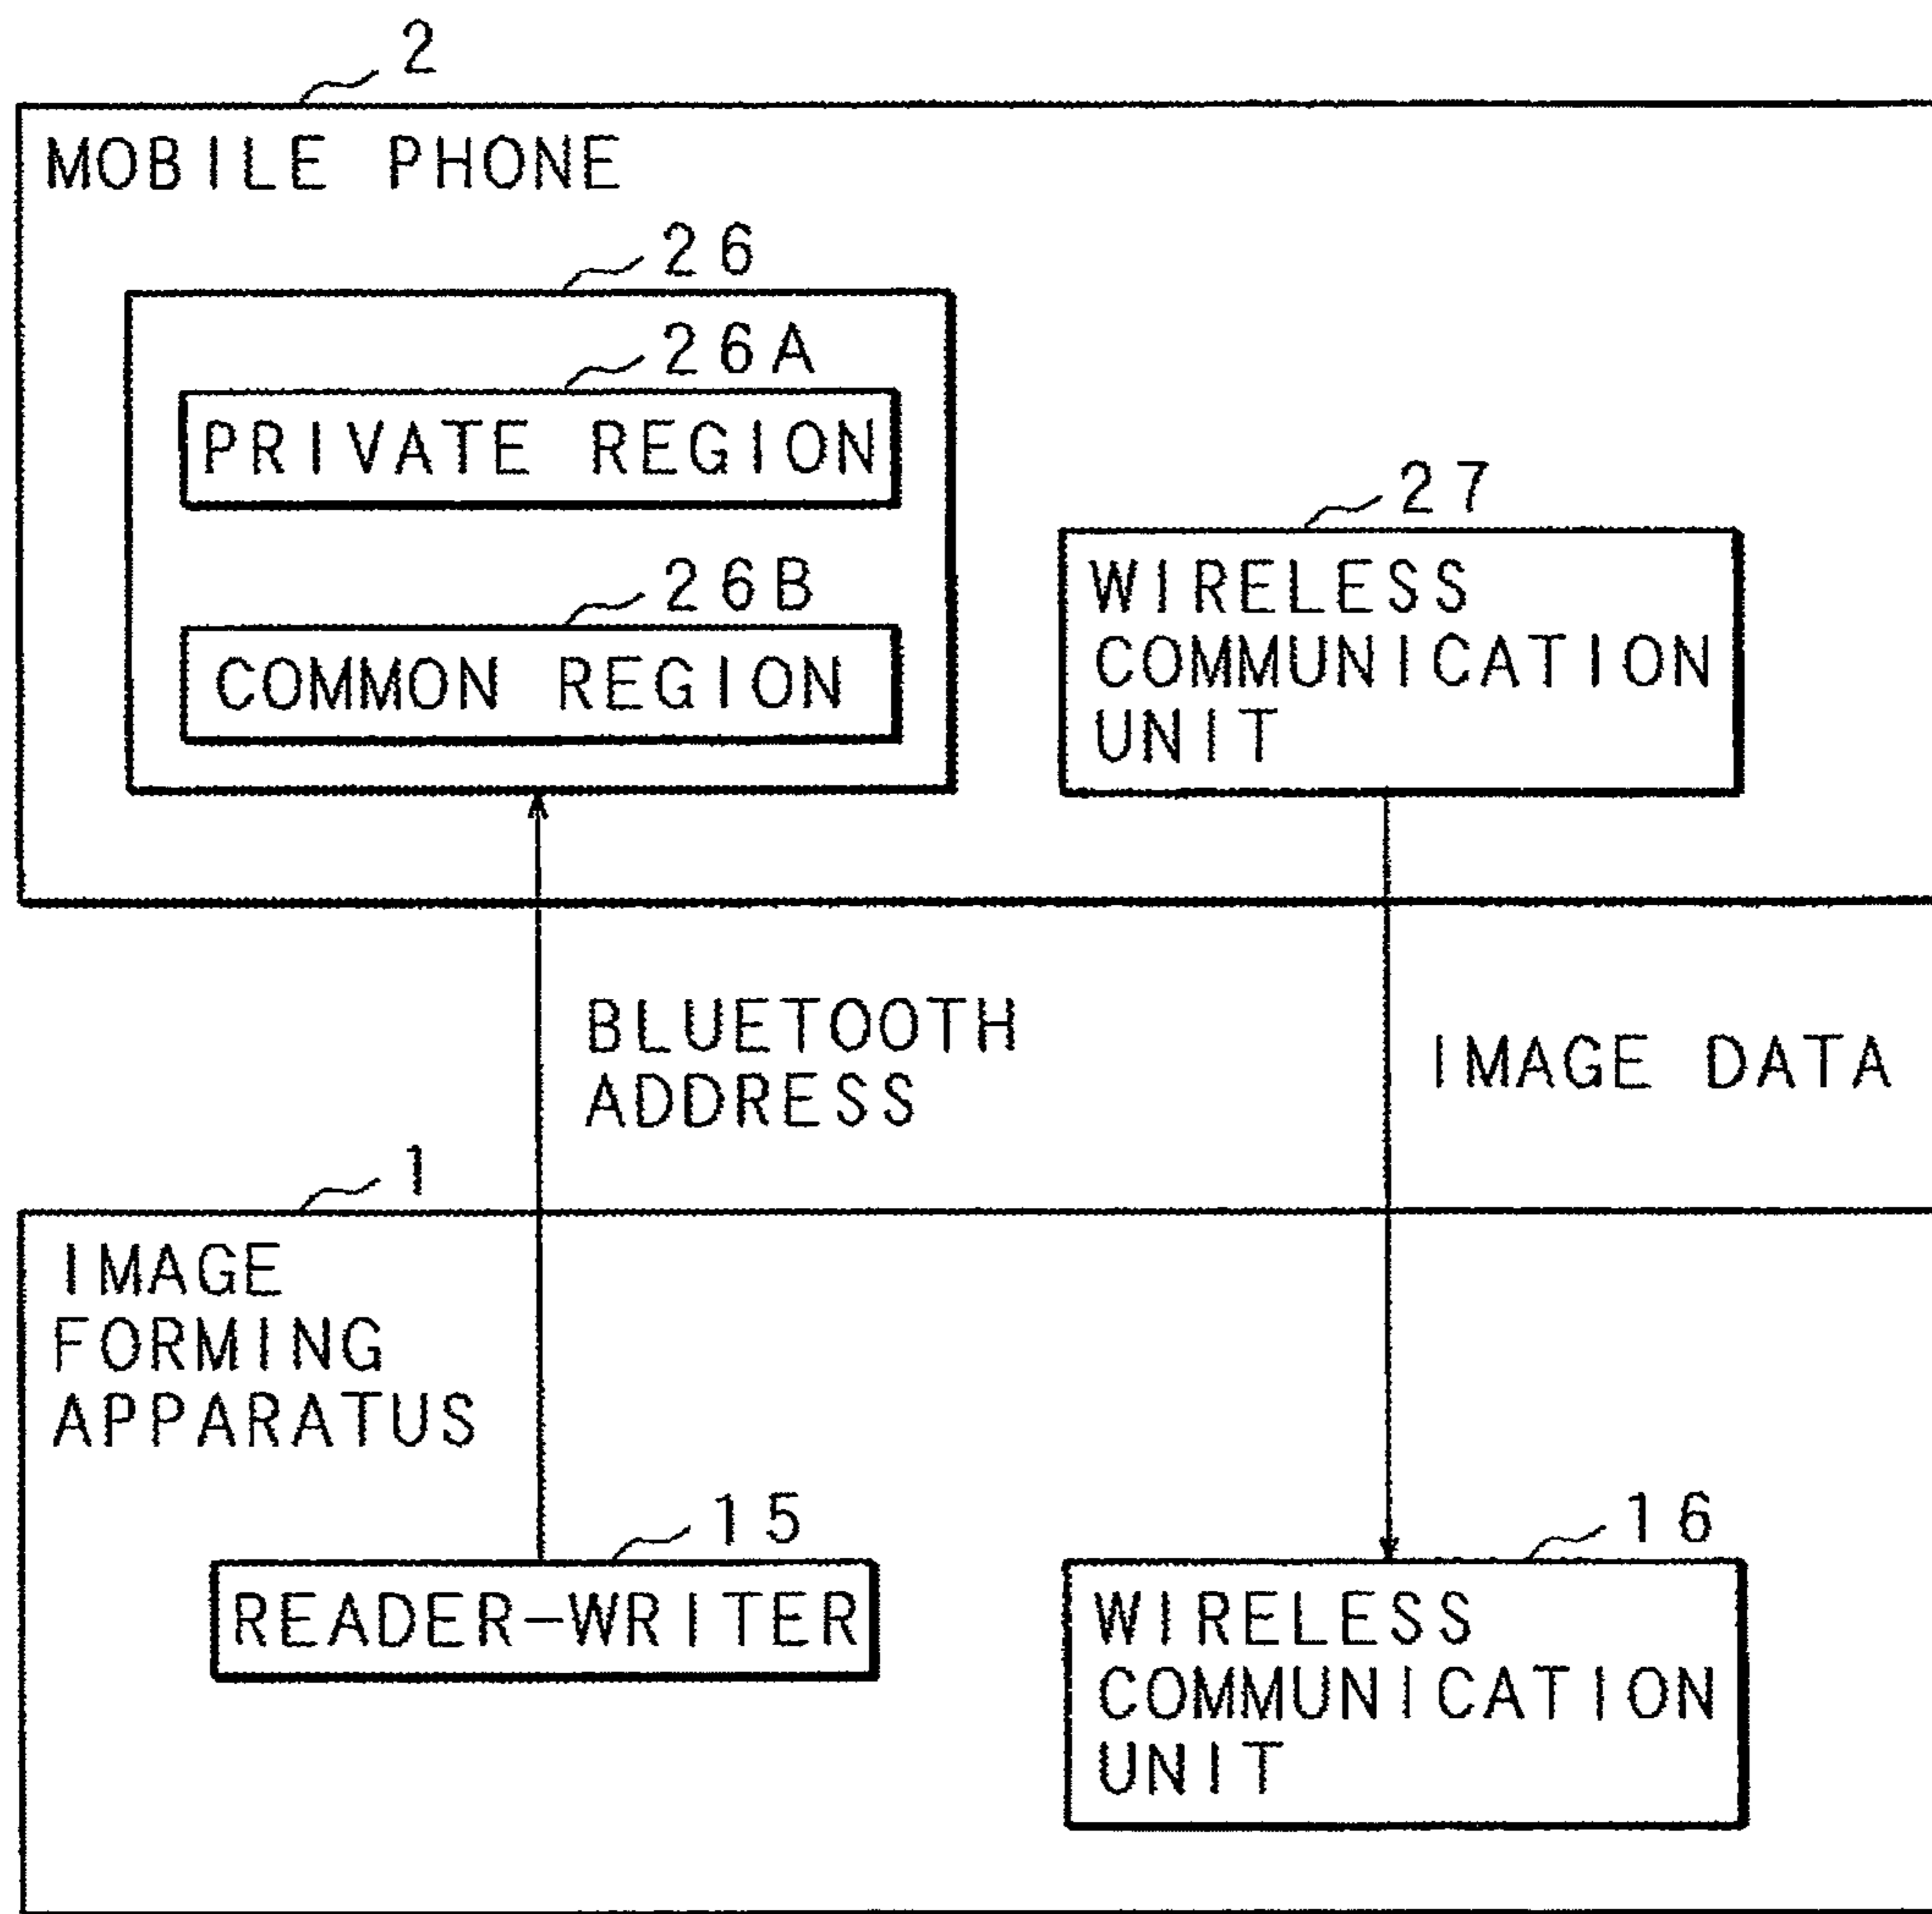 2
MOBILE PHONE
26
26A
PRIVATE REGION
27
26B
WIRELESS
COMMUNICATION
UNIT
COMMON REGION
BLUETOOTH
ADDRESS
IMAGE DATA
1
IMAGE
FORMING
APPARATUS
15
READER-WRITER
16
WIRELESS
COMMUNICATION
UNIT